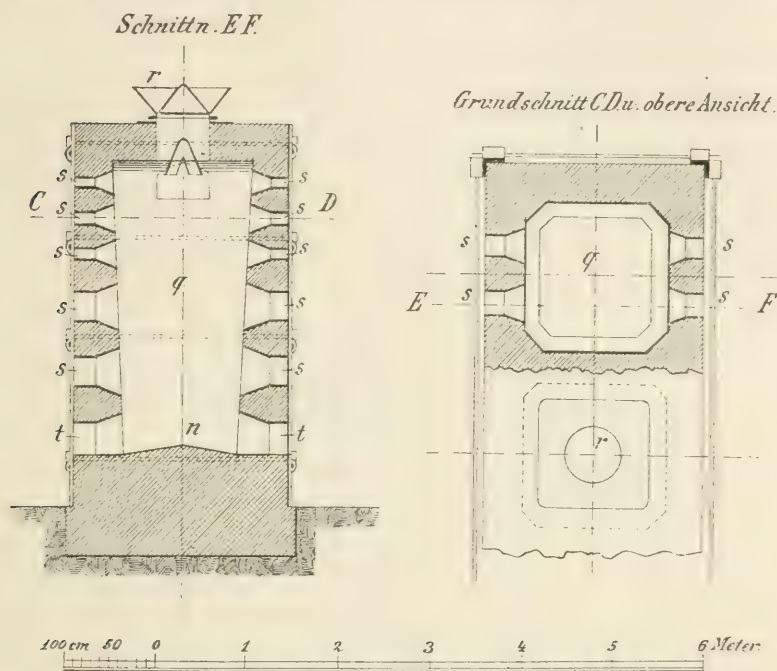 Schnitt n. E F.
r
Grundschnitt C D. u. obere Ansicht.
s s
C s s D
s s
q
s s
s s
n
t t
s q s
E s s F
r
100 cm 50 0 1 2 3 4 5 6 Meter.